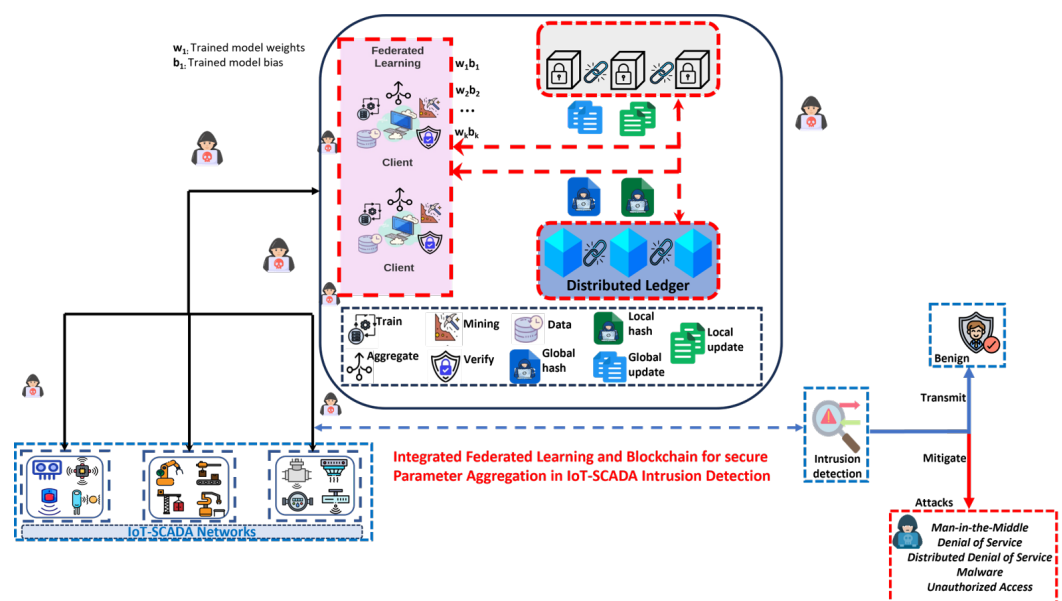 w1: Trained model weights
b1: Trained model bias
Federated
Learning
w1b1
w2b2
...
wkbk
Client
Client
Distributed Ledger
Train
Mining
Data
Local
hash
Local
update
Aggregate
Verify
Global
hash
Global
update
Benign
Transmit
Intrusion
detection
Mitigate
Attacks
Integrated Federated Learning and Blockchain for secure
Parameter Aggregation in IoT-SCADA Intrusion Detection
IoT-SCADA Networks
Man-in-the-Middle
Denial of Service
Distributed Denial of Service
Malware
Unauthorized Access